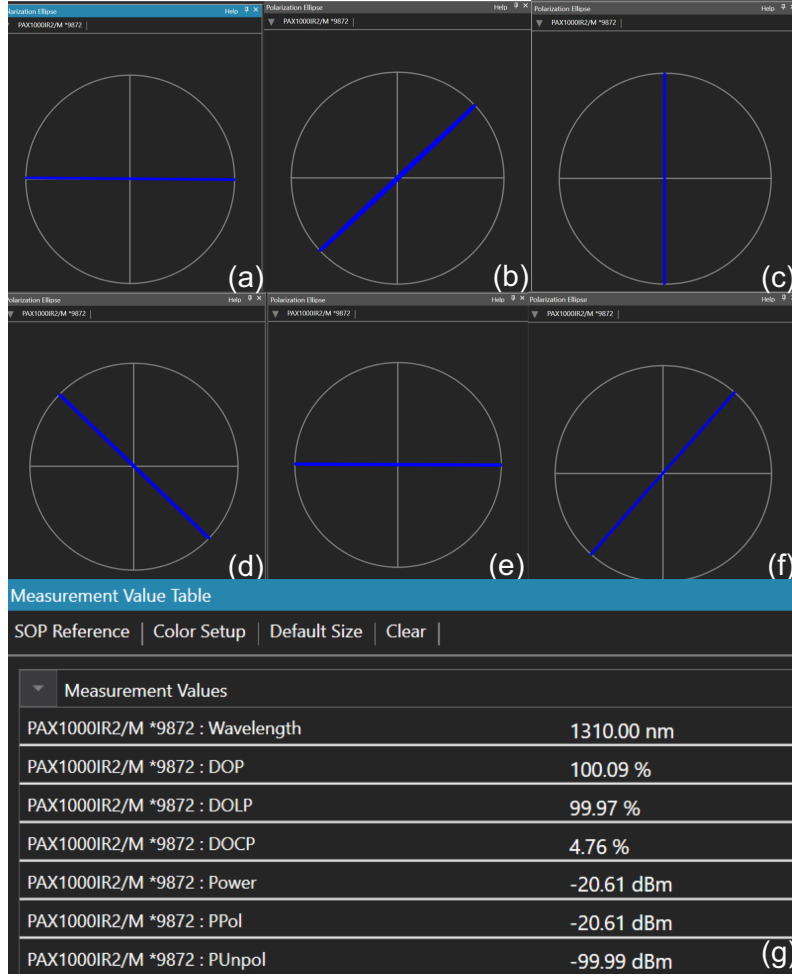 larization Ellipse Help
PAX1000IR2/M *9872 |
(a)
Polarization Ellipse Help
PAX1000IR2/M *9872 |
(b)
Polarization Ellipse Help
PAX1000IR2/M *9872 |
(c)
Polarization Ellipse Help
PAX1000IR2/M *9872 |
(d)
Polarization Ellipse Help
PAX1000IR2/M *9872 |
(e)
Polarization Ellipse Help
PAX1000IR2/M *9872 |
(f)
Measurement Value Table
SOP Reference | Color Setup | Default Size | Clear |
Measurement Values
PAX1000IR2/M *9872 : Wavelength 1310.00 nm
PAX1000IR2/M *9872 : DOP 100.09 %
PAX1000IR2/M *9872 : DOLP 99.97 %
PAX1000IR2/M *9872 : DOCP 4.76 %
PAX1000IR2/M *9872 : Power -20.61 dBm
PAX1000IR2/M *9872 : PPol -20.61 dBm
PAX1000IR2/M *9872 : PUnpol -99.99 dBm
(g)